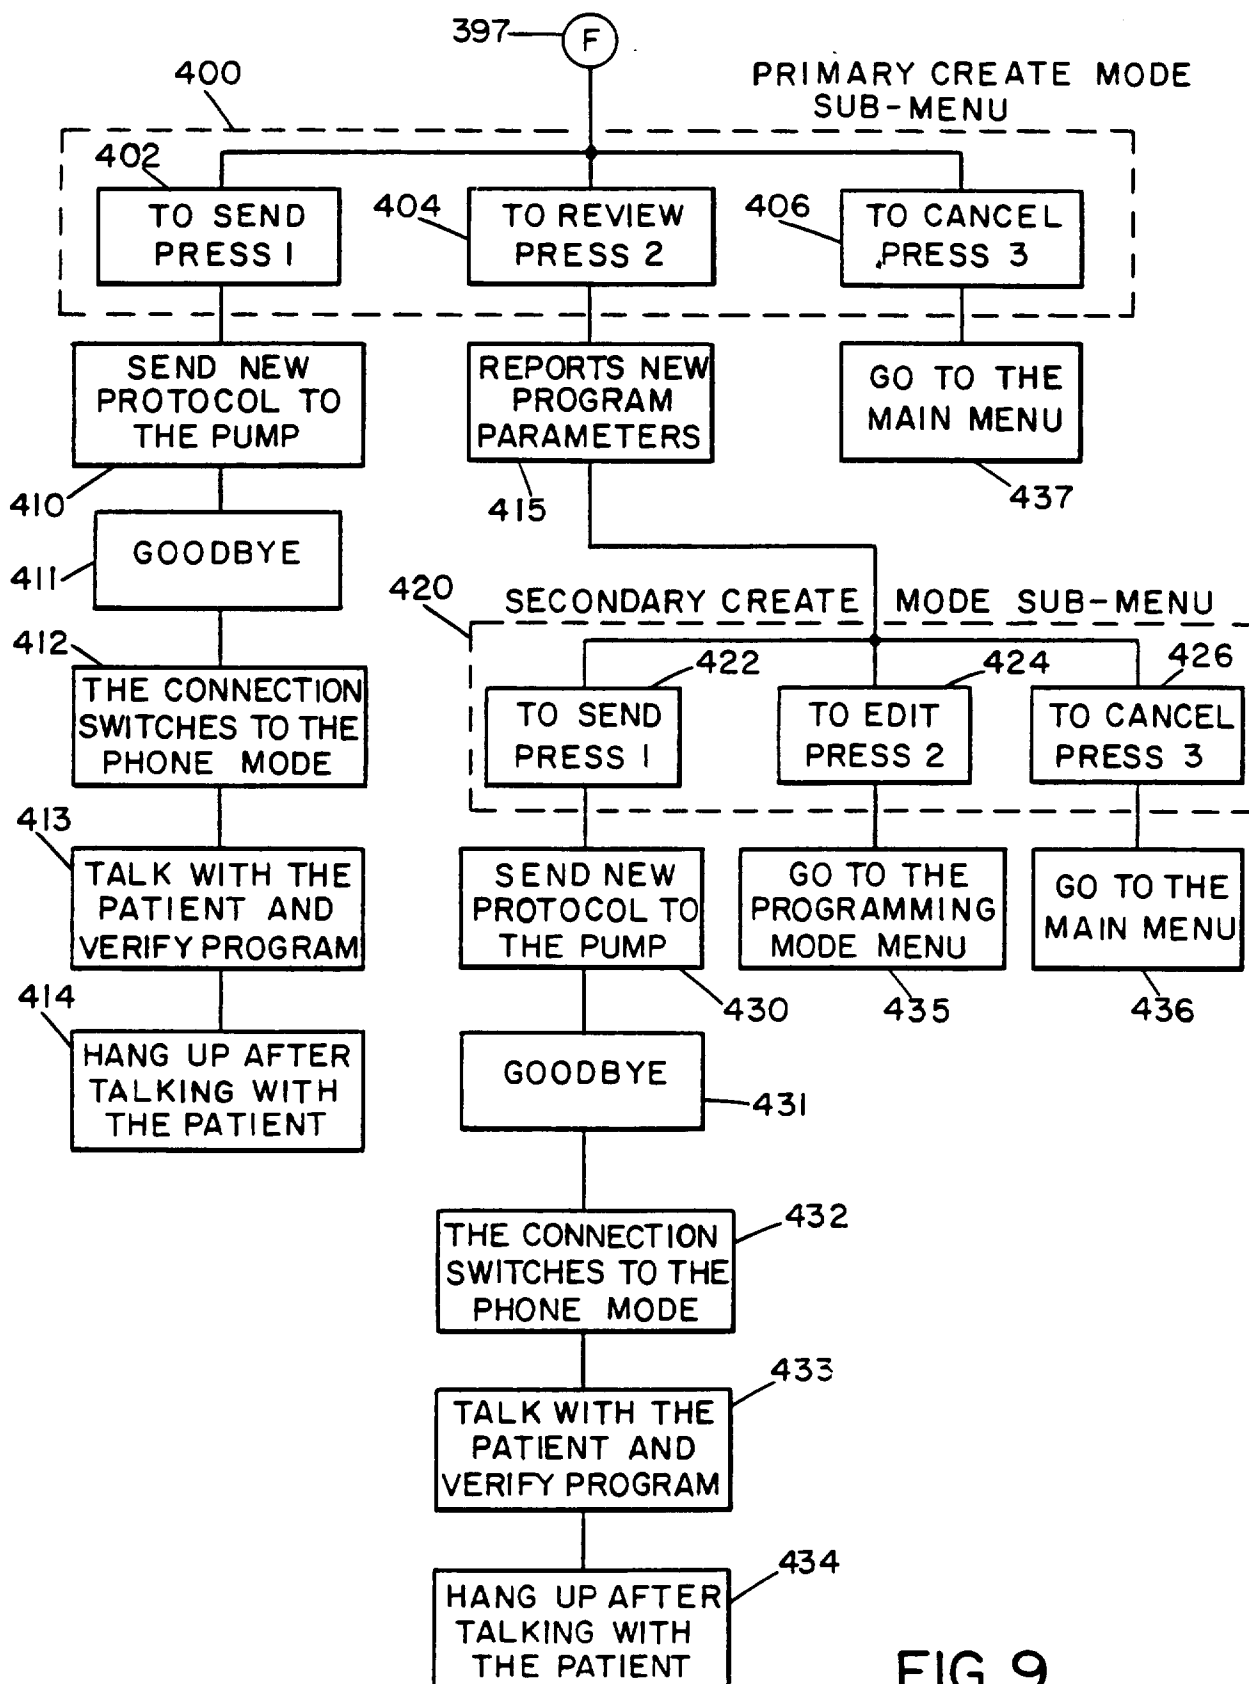 397
F
400
PRIMARY CREATE MODE
SUB-MENU
402
TO SEND
PRESS 1
404
TO REVIEW
PRESS 2
406
TO CANCEL
PRESS 3
SEND NEW
PROTOCOL TO
THE PUMP
410
REPORTS NEW
PROGRAM
PARAMETERS
415
GO TO THE
MAIN MENU
437
GOODBYE
411
420
SECONDARY CREATE MODE SUB-MENU
412
THE CONNECTION
SWITCHES TO THE
PHONE MODE
422
TO SEND
PRESS 1
424
TO EDIT
PRESS 2
426
TO CANCEL
PRESS 3
413
TALK WITH THE
PATIENT AND
VERIFY PROGRAM
SEND NEW
PROTOCOL TO
THE PUMP
430
GO TO THE
PROGRAMMING
MODE MENU
435
GO TO THE
MAIN MENU
436
414
HANG UP AFTER
TALKING WITH
THE PATIENT
GOODBYE
431
THE CONNECTION
SWITCHES TO THE
PHONE MODE
432
TALK WITH THE
PATIENT AND
VERIFY PROGRAM
433
HANG UP AFTER
TALKING WITH
THE PATIENT
434
FIG 9